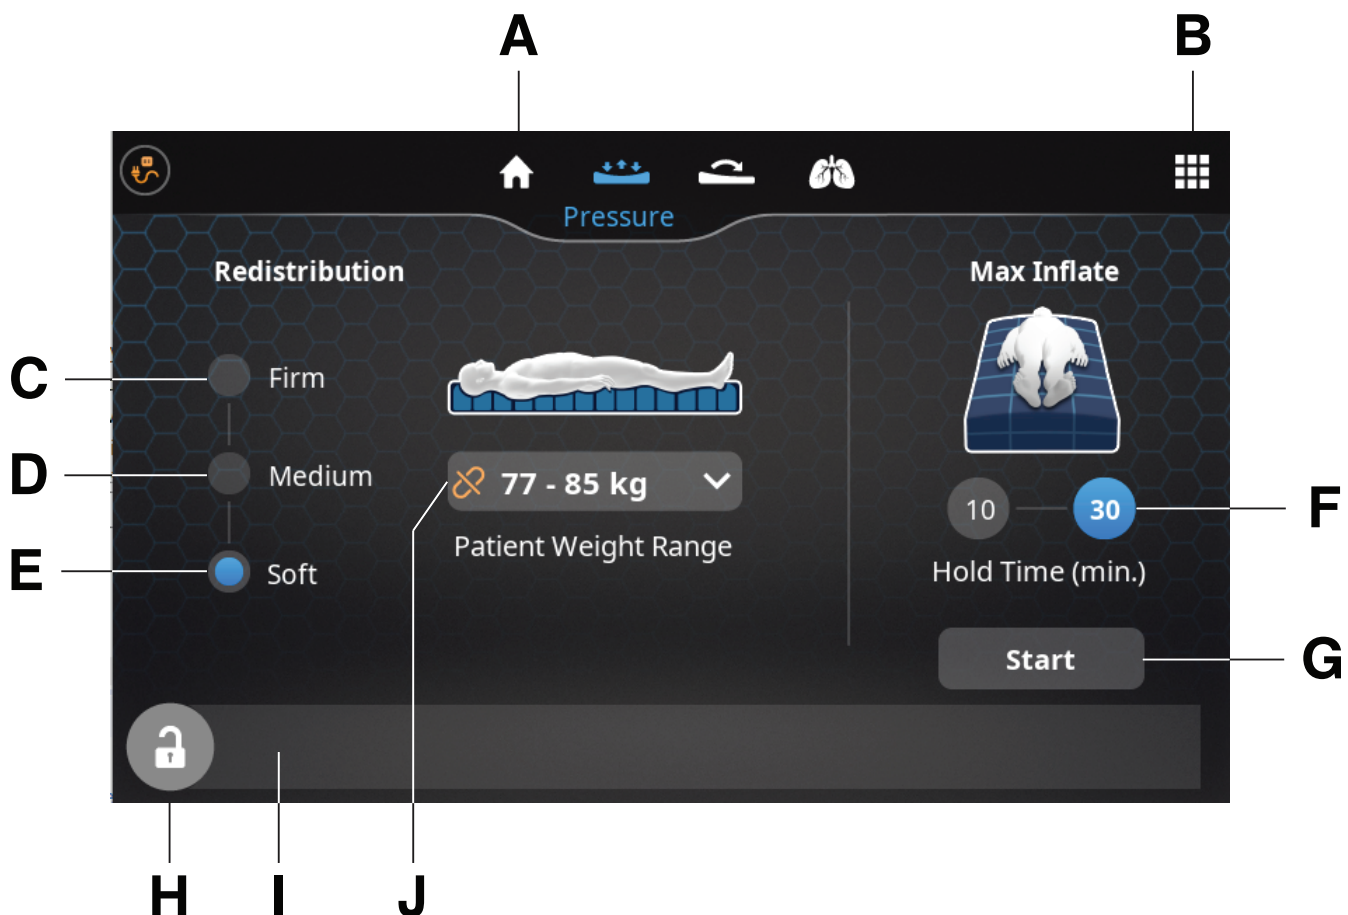 A
B
Pressure
Redistribution
Max Inflate
C
Firm
D
Medium
77 - 85 kg
10
30
F
Patient Weight Range
E
Soft
Hold Time (min.)
Start
G
H
I
J